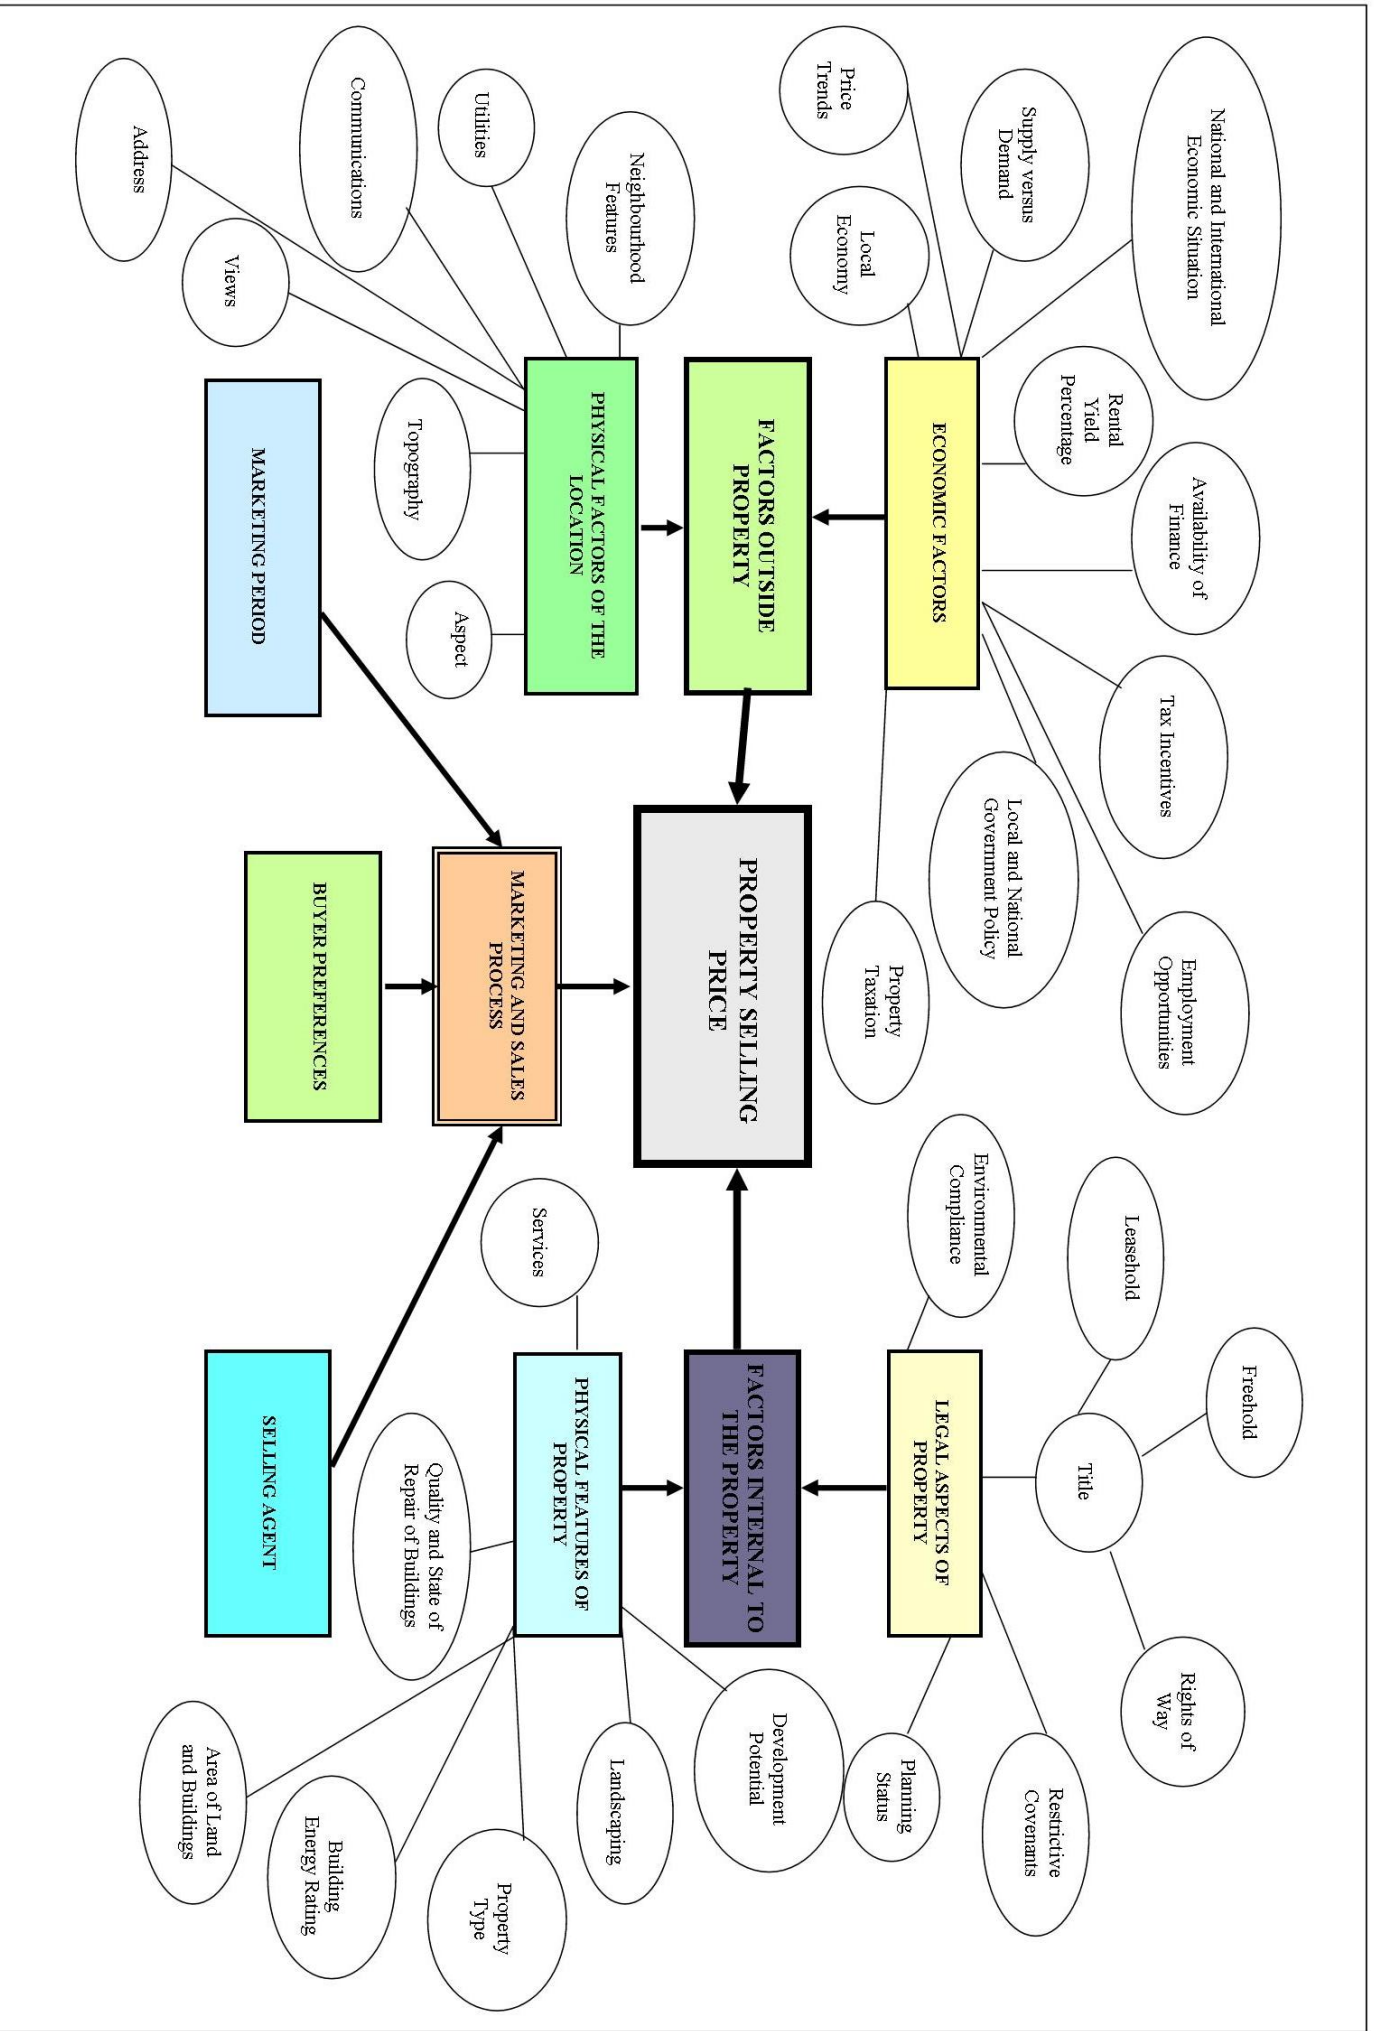 National and International
Economic Situation
Supply versus
Demand
Price
Trends
Local
Economy
Rental
Yield
Percentage
Availability of
Finance
Tax Incentives
Employment
Opportunities
Local and National
Government Policy
Property
Taxation
ECONOMIC FACTORS
Freehold
Leasehold
Title
Rights of
Way
Environmental
Compliance
Restrictive
Covenants
Planning
Status
LEGAL ASPECTS OF
PROPERTY
FACTORS OUTSIDE
PROPERTY
PROPERTY SELLING
PRICE
FACTORS INTERNAL TO
THE PROPERTY
Neighbourhood
Features
Utilities
Communications
Address
Views
Topography
Aspect
PHYSICAL FACTORS OF THE
LOCATION
MARKETING AND SALES
PROCESS
Services
PHYSICAL FEATURES OF
PROPERTY
Development
Potential
Landscaping
Property
Type
Building
Energy Rating
Area of Land
and Buildings
Quality and State of
Repair of Buildings
MARKETING PERIOD
BUYER PREFERENCES
SELLING AGENT